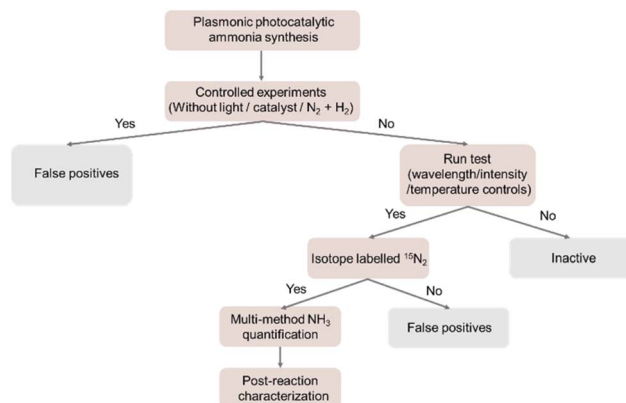 Plasmonic photocatalytic
ammonia synthesis
Controlled experiments
(Without light / catalyst / N₂ + H₂)
Yes
No
False positives
Run test
(wavelength/intensity
/temperature controls)
Yes
No
Isotope labelled ¹⁵N₂
Inactive
Yes
No
Multi-method NH₃
quantification
False positives
Post-reaction
characterization